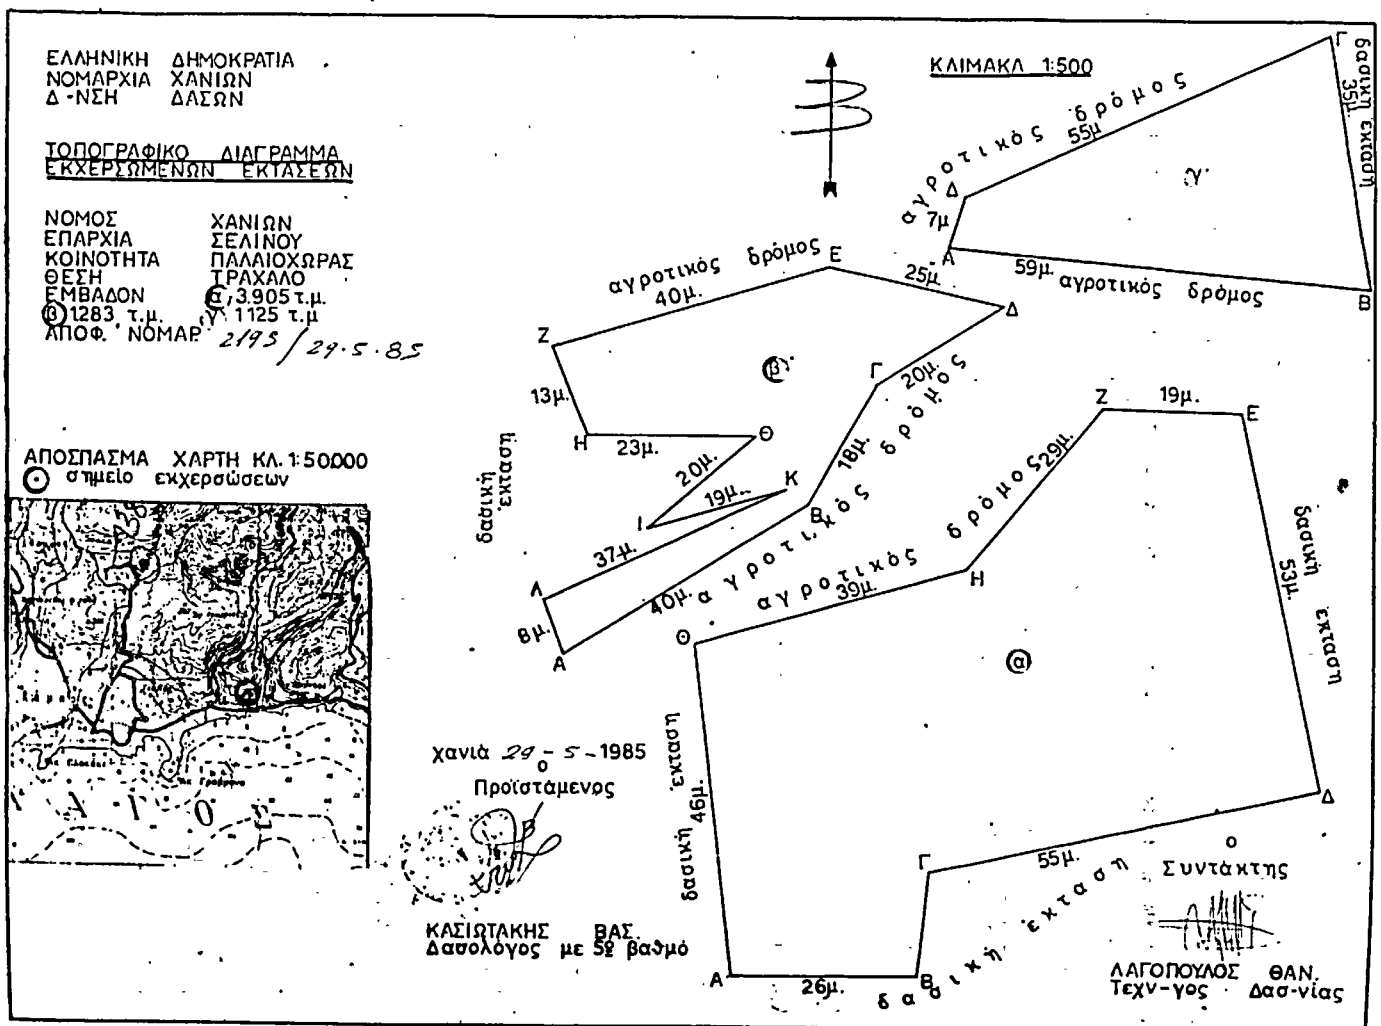 ΕΛΛΗΝΙΚΗ ΔΗΜΟΚΡΑΤΙΑ
ΝΟΜΑΡΧΙΑ ΧΑΝΙΩΝ
Δ-ΝΣΗ ΔΑΣΩΝ
ΤΟΠΟΓΡΑΦΙΚΟ ΔΙΑΓΡΑΜΜΑ
ΕΚΧΕΡΣΩΜΕΝΩΝ ΕΚΤΑΣΕΩΝ
ΝΟΜΟΣ ΧΑΝΙΩΝ
ΕΠΑΡΧΙΑ ΣΕΛΙΝΟΥ
ΚΟΙΝΟΤΗΤΑ ΠΑΛΑΙΟΧΩΡΑΣ
ΘΕΣΗ ΤΡΑΧΑΛΟ
ΕΜΒΑΔΟΝ α, 3.905 τ.μ.
β 1283 τ.μ. γ 1125 τ.μ
ΑΠΟΦ. ΝΟΜΑΡ. 2193/29-5-85
ΑΠΟΣΠΑΣΜΑ ΧΑΡΤΗ ΚΛ. 1:50000
σημείο εκχερσώσεων
ΚΛΙΜΑΚΑ 1:500
αγροτικός δρόμος
55μ
Γ
δασική έκταση
35μ.
γ
Δ
7μ
Α
59μ.
αγροτικός δρόμος
Β
αγροτικός δρόμος
40μ.
Ε
25μ.
Δ
Ζ
β
Γ
20μ.
13μ.
Η
23μ.
Θ
20μ.
18μ.
αγροτικός δρόμος
δασική έκταση
19μ.
Κ
Ι
Β
37μ.
Λ
8μ.
40μ.
Α
Ζ
19μ.
Ε
29μ.
αγροτικός δρόμος
39μ.
Η
Θ
δασική έκταση
53μ.
α
δασική έκταση
46μ.
Δ
Γ
55μ.
δασική έκταση
Α
26μ.
Β
Χανιά 29-5-1985
ο
Προϊστάμενος
ΚΑΣΙΩΤΑΚΗΣ ΒΑΣ.
Δασολόγος με 5º βαθμό
ο
Συντάκτης
ΛΑΓΟΠΟΥΛΟΣ ΘΑΝ.
Τεχν-γος Δασ-νίας